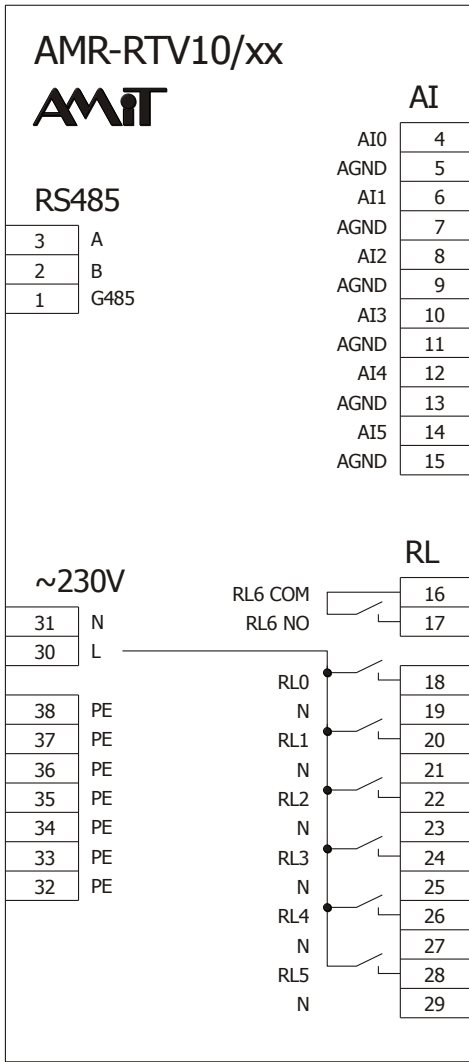 AMR-RTV10/xx
AMiT
RS485
3 A
2 B
1 G485
AI
AI0 4
AGND 5
AI1 6
AGND 7
AI2 8
AGND 9
AI3 10
AGND 11
AI4 12
AGND 13
AI5 14
AGND 15
~230V
31 N
30 L
38 PE
37 PE
36 PE
35 PE
34 PE
33 PE
32 PE
RL
RL6 COM 16
RL6 NO 17
RL0 18
N 19
RL1 20
N 21
RL2 22
N 23
RL3 24
N 25
RL4 26
N 27
RL5 28
N 29